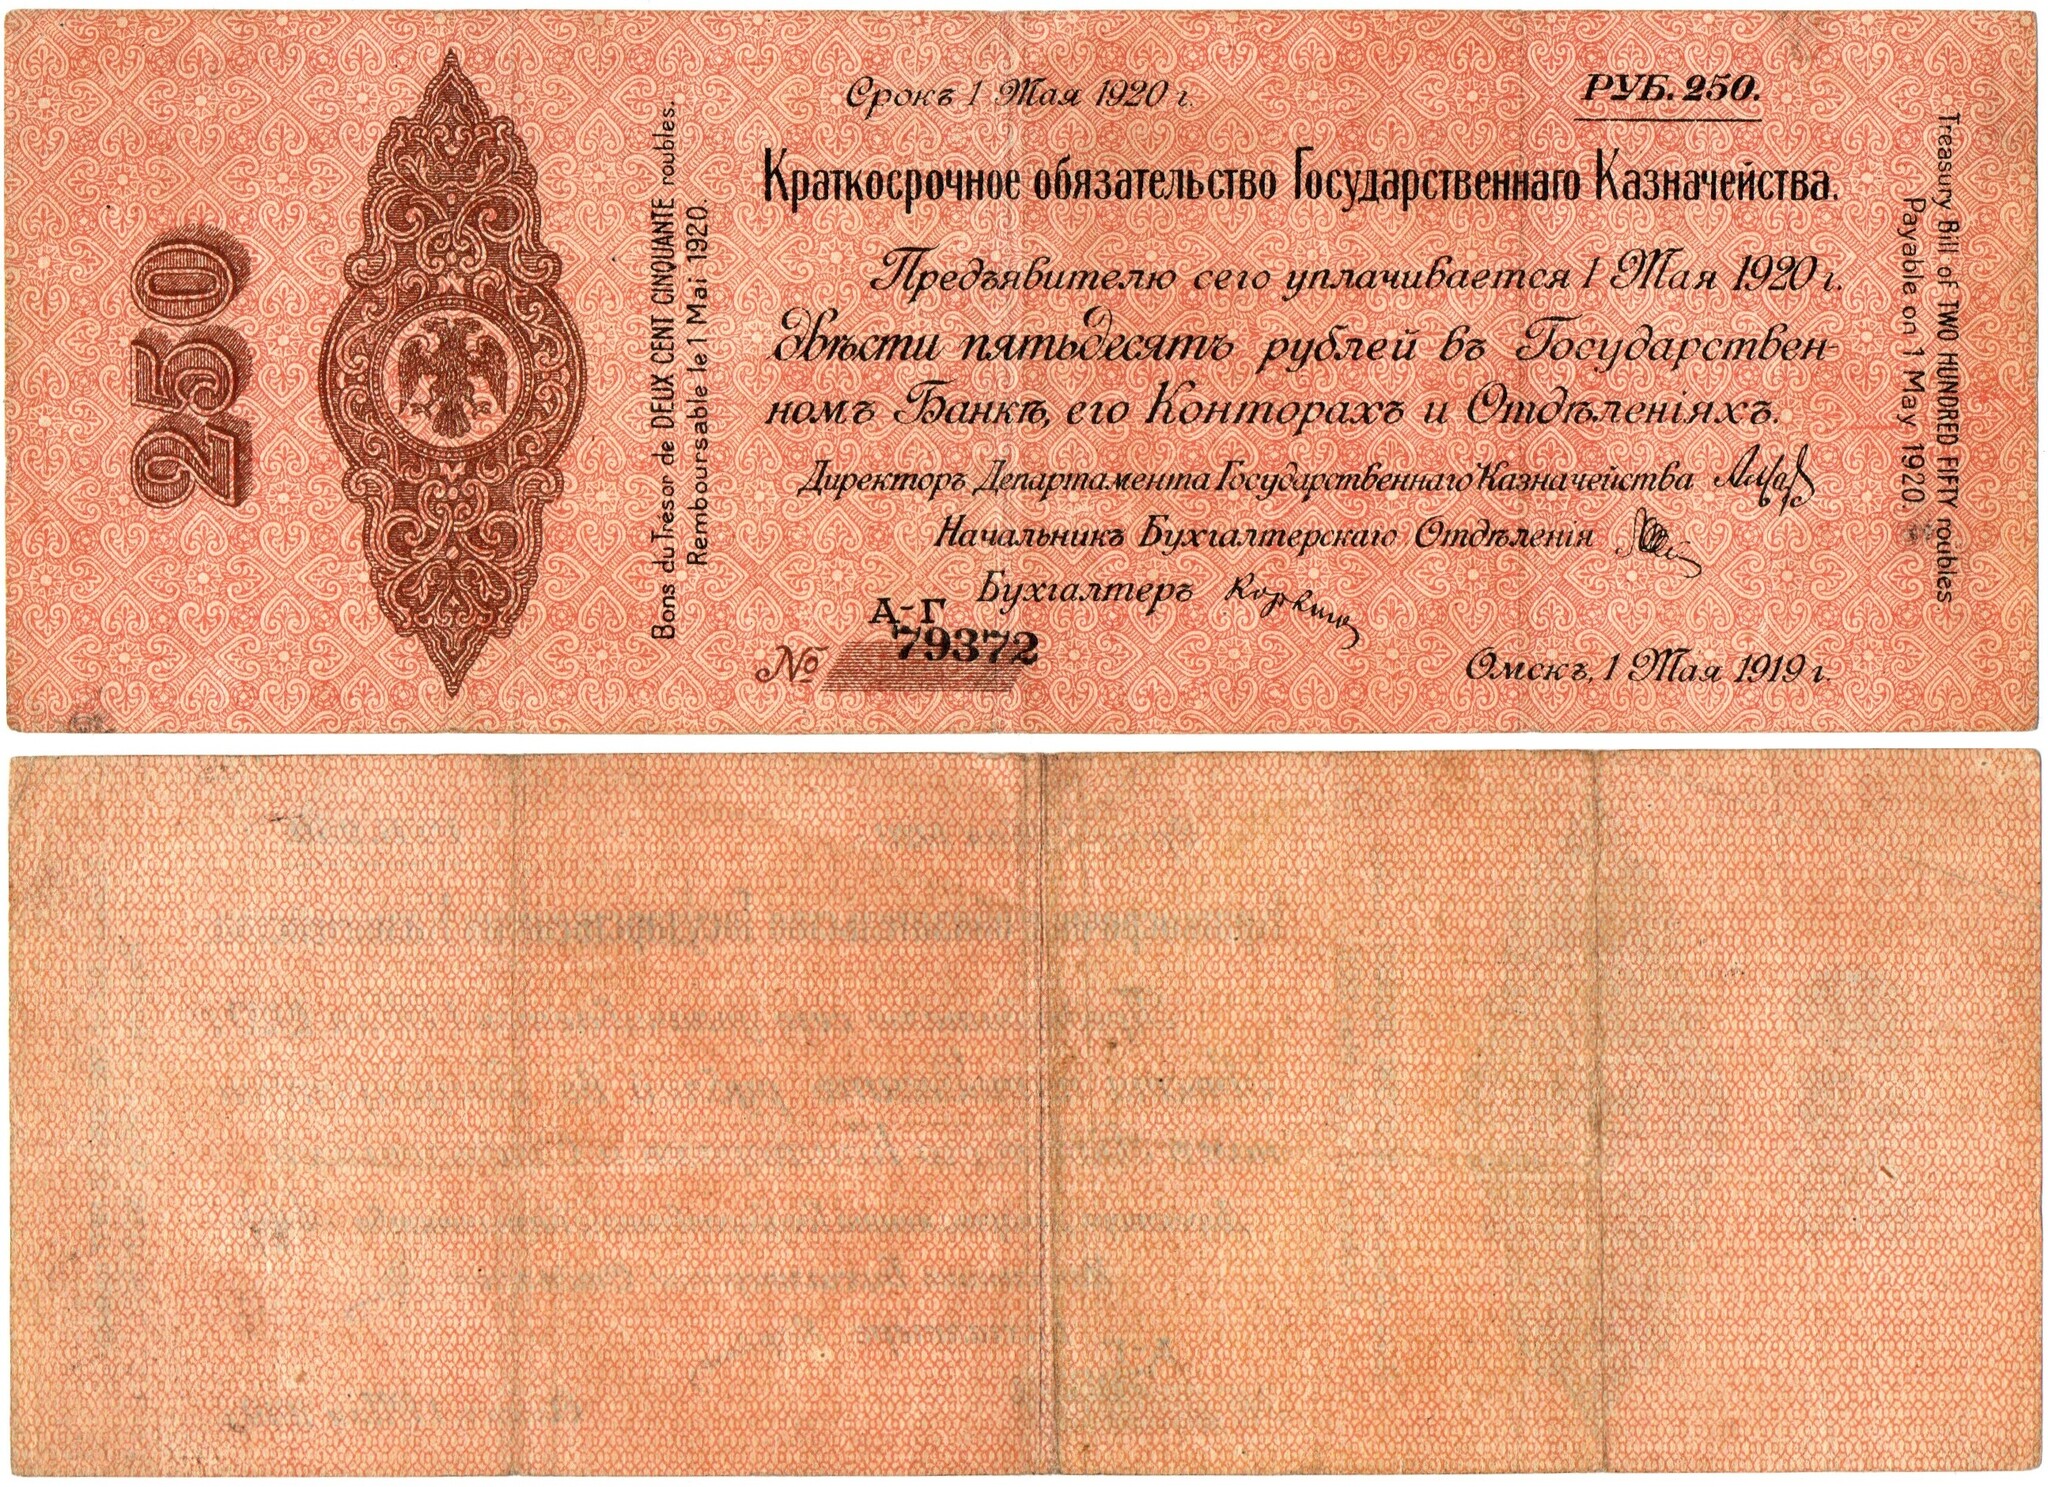 250
Bons du Tresor de DEUX CENT CINQUANTE roubles.
Remboursable le 1 Mai 1920.
Срокъ 1 Мая 1920 г.
РУБ. 250.
Краткосрочное обязательство Государственнаго Казначейства.
Предъявителю сего уплачивается 1 Мая 1920 г.
Двѣсти пятьдесятъ рублей въ Государствен-
номъ Банкѣ, его Конторахъ и Отдѣленіяхъ.
Директоръ Департамента Государственнаго Казначейства
Начальникъ Бухгалтерскаго Отдѣленія
Бухгалтеръ
А-Г
№ 79372
Омскъ, 1 Мая 1919 г.
Treasury Bill of TWO HUNDRED FIFTY roubles.
Payable on 1 May 1920.